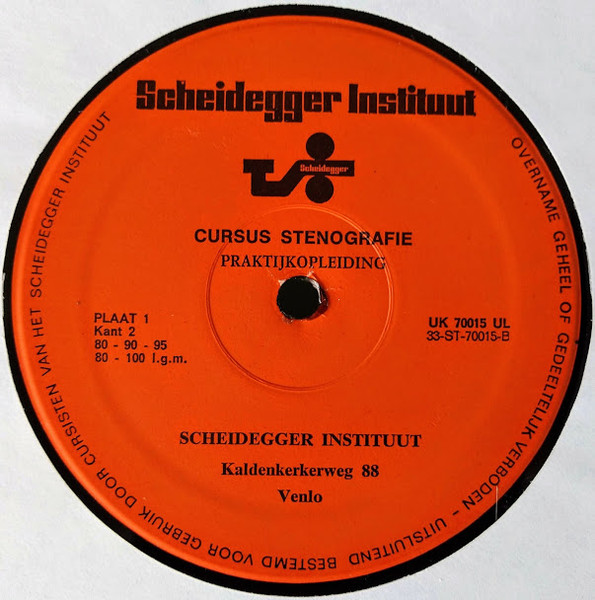 Scheidegger Instituut
Scheidegger
CURSUS STENOGRAFIE
PRAKTIJKOPLEIDING
PLAAT 1
Kant 2
80 - 90 - 95
80 - 100 l.g.m.
UK 70015 UL
33-ST-70015-B
SCHEIDEGGER INSTITUUT
Kaldenkerkerweg 88
Venlo
OVERNAME GEHEEL OF GEDEELTELIJK VERBODEN - UITSLUITEND BESTEMD VOOR GEBRUIK DOOR CURSISTEN VAN HET SCHEIDEGGER INSTITUUT